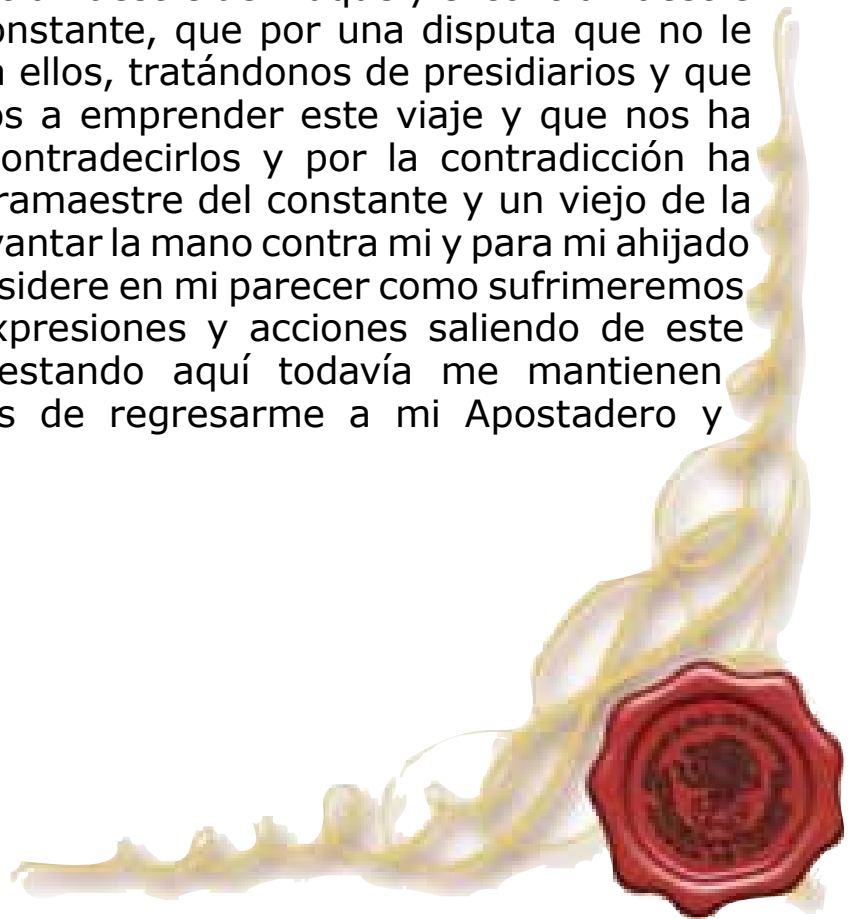 onstante, que por una disputa que no le
ellos, tratándonos de presidiarios y que
os a emprender este viaje y que nos ha
ontradecirlos y por la contradicción ha
ramaestre del constante y un viejo de la
vantar la mano contra mi y para mi ahijado
sidere en mi parecer como sufrimeremos
xpresiones y acciones saliendo de este
estando aquí todavía me mantienen
s de regresarme a mi Apostadero y